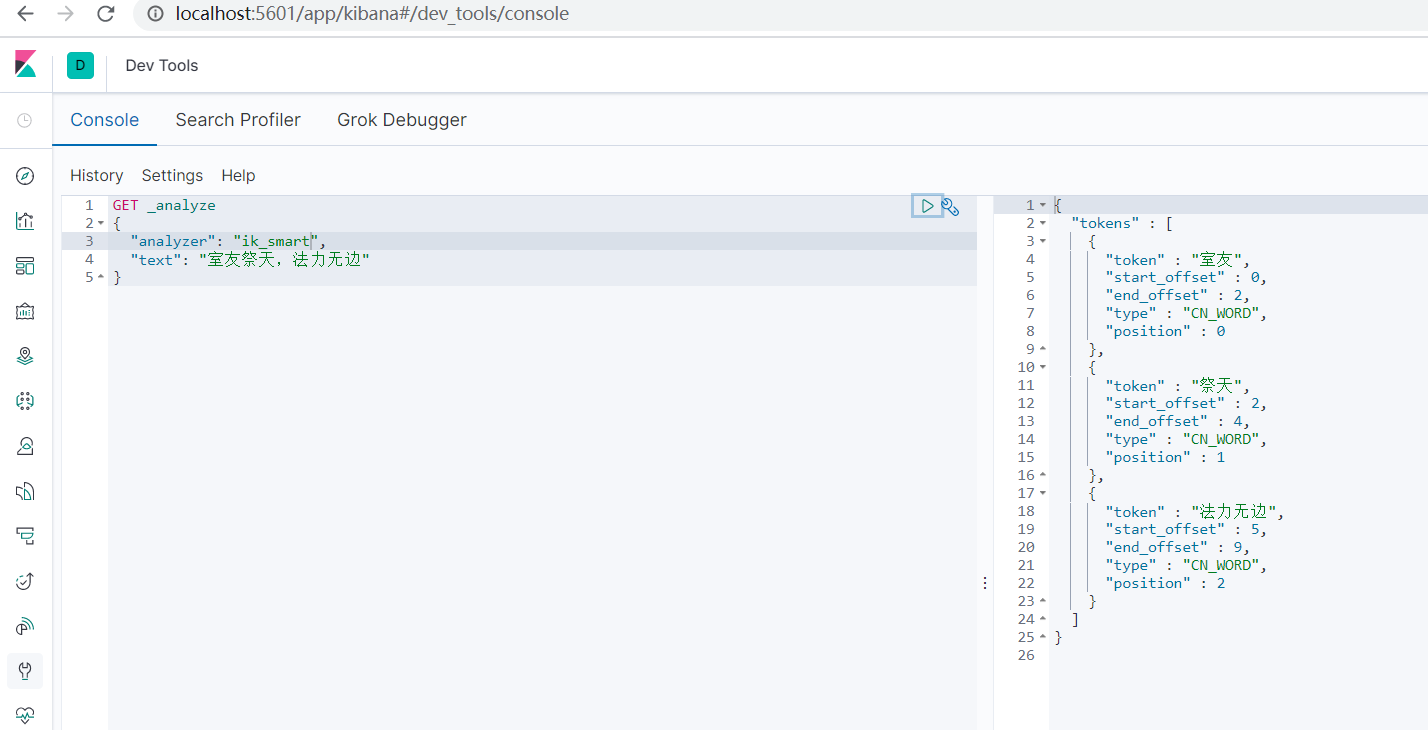 localhost:5601/app/kibana#/dev_tools/console
D
Dev Tools
Console Search Profiler Grok Debugger
History Settings Help
1 GET _analyze
2 {
3 "analyzer": "ik_smart",
4 "text": "室友祭天，法力无边"
5 }
1 {
2 "tokens" : [
3 {
4 "token" : "室友",
5 "start_offset" : 0,
6 "end_offset" : 2,
7 "type" : "CN_WORD",
8 "position" : 0
9 },
10 {
11 "token" : "祭天",
12 "start_offset" : 2,
13 "end_offset" : 4,
14 "type" : "CN_WORD",
15 "position" : 1
16 },
17 {
18 "token" : "法力无边",
19 "start_offset" : 5,
20 "end_offset" : 9,
21 "type" : "CN_WORD",
22 "position" : 2
23 }
24 ]
25 }
26